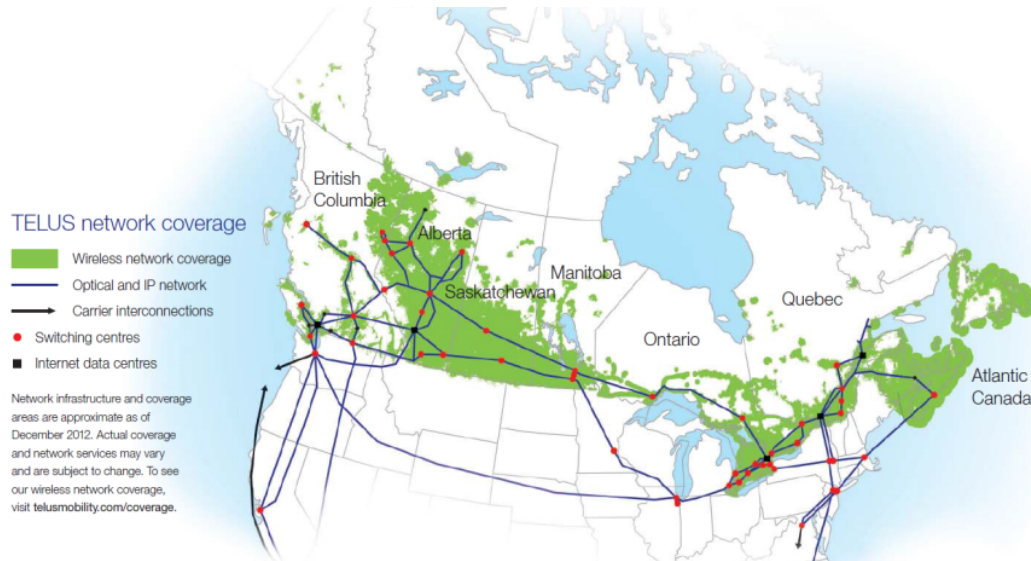 British
Columbia
TELUS network coverage
Alberta
Wireless network coverage
Manitoba
Optical and IP network
Saskatchewan
Quebec
Carrier interconnections
Ontario
Switching centres
Internet data centres
Atlantic
Canada
Network infrastructure and coverage
areas are approximate as of
December 2012. Actual coverage
and network services may vary
and are subject to change. To see
our wireless network coverage,
visit telusmobility.com/coverage.